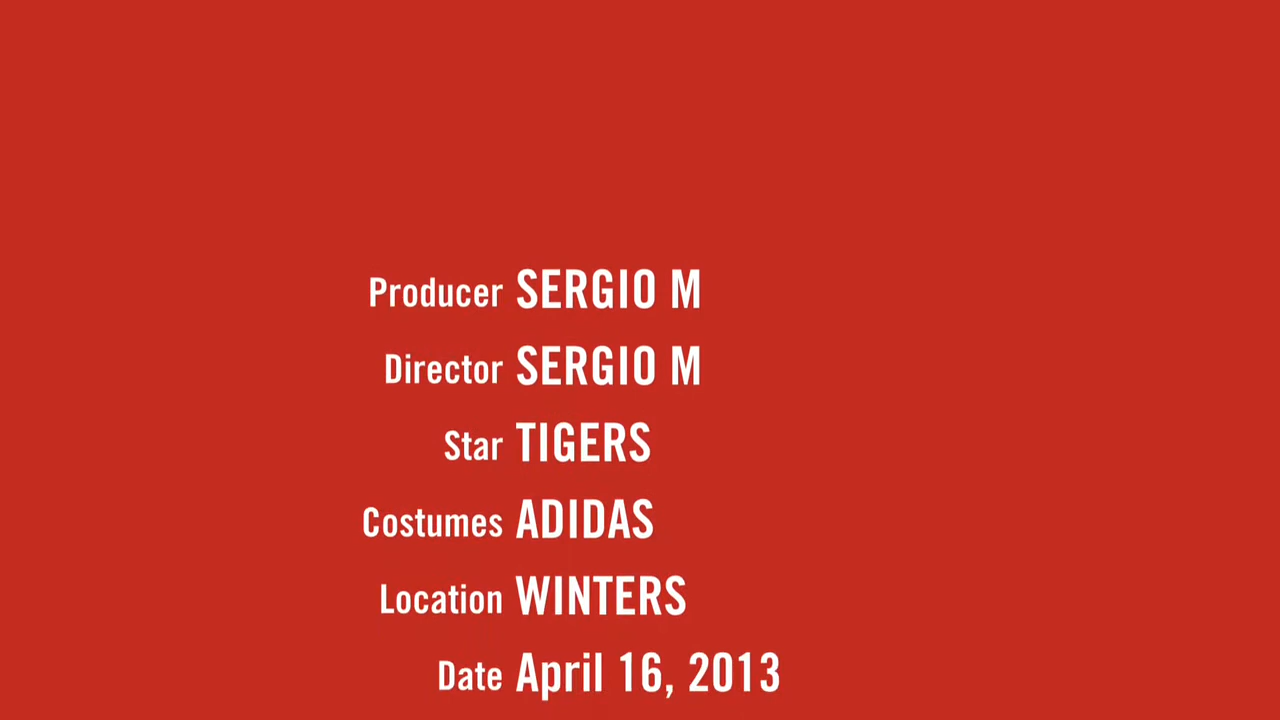 Producer SERGIO M
Director SERGIO M
Star TIGERS
Costumes ADIDAS
Location WINTERS
Date April 16, 2013